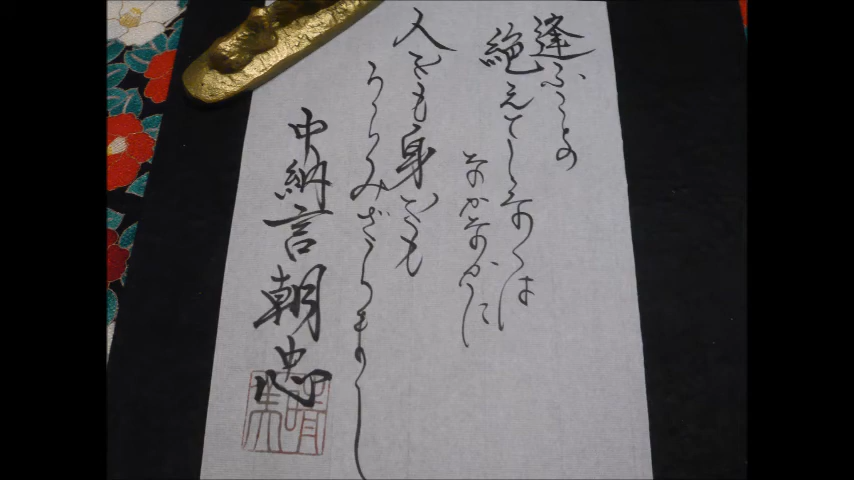 逢ふことの
絶えてしなくは
なかなかに
人をも身をも
うらみざらまし
中納言朝忠